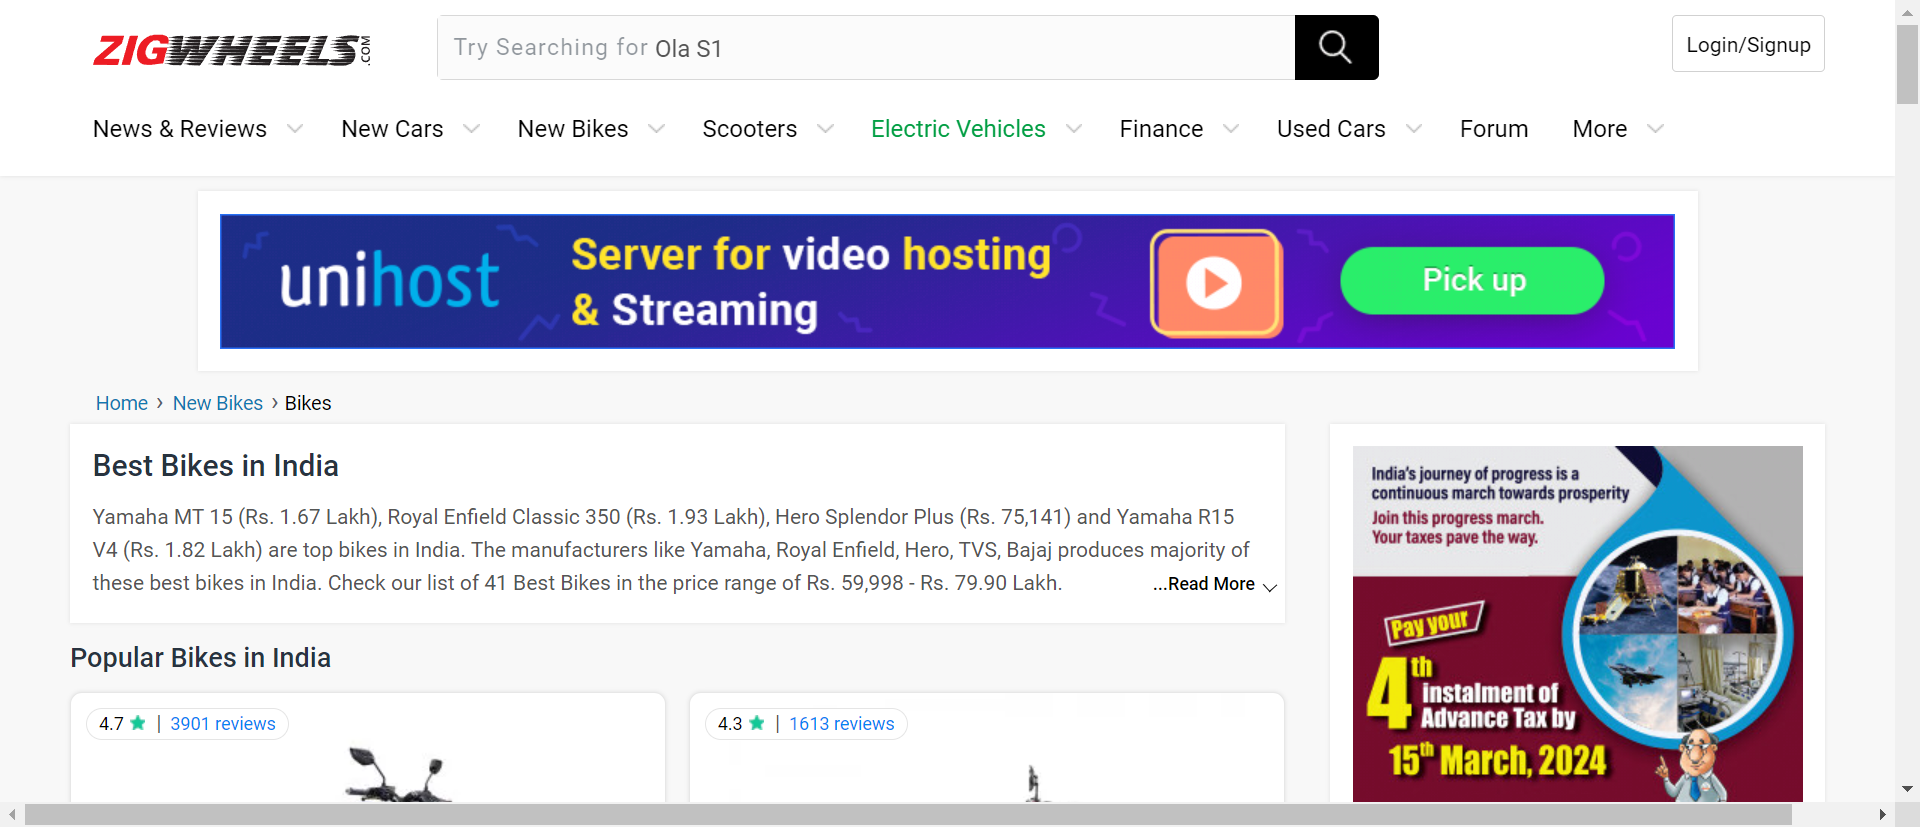 ZIGWHEELS.COM
Try Searching for Ola S1
Login/Signup
News & Reviews New Cars New Bikes Scooters Electric Vehicles Finance Used Cars Forum More
unihost
Server for video hosting
& Streaming
Pick up
Home › New Bikes › Bikes
Best Bikes in India
Yamaha MT 15 (Rs. 1.67 Lakh), Royal Enfield Classic 350 (Rs. 1.93 Lakh), Hero Splendor Plus (Rs. 75,141) and Yamaha R15
V4 (Rs. 1.82 Lakh) are top bikes in India. The manufacturers like Yamaha, Royal Enfield, Hero, TVS, Bajaj produces majority of
these best bikes in India. Check our list of 41 Best Bikes in the price range of Rs. 59,998 - Rs. 79.90 Lakh. ...Read More
Popular Bikes in India
4.7 ★ | 3901 reviews
4.3 ★ | 1613 reviews
India's journey of progress is a
continuous march towards prosperity
Join this progress march.
Your taxes pave the way.
Pay your
4th
instalment of
Advance Tax by
15th March, 2024